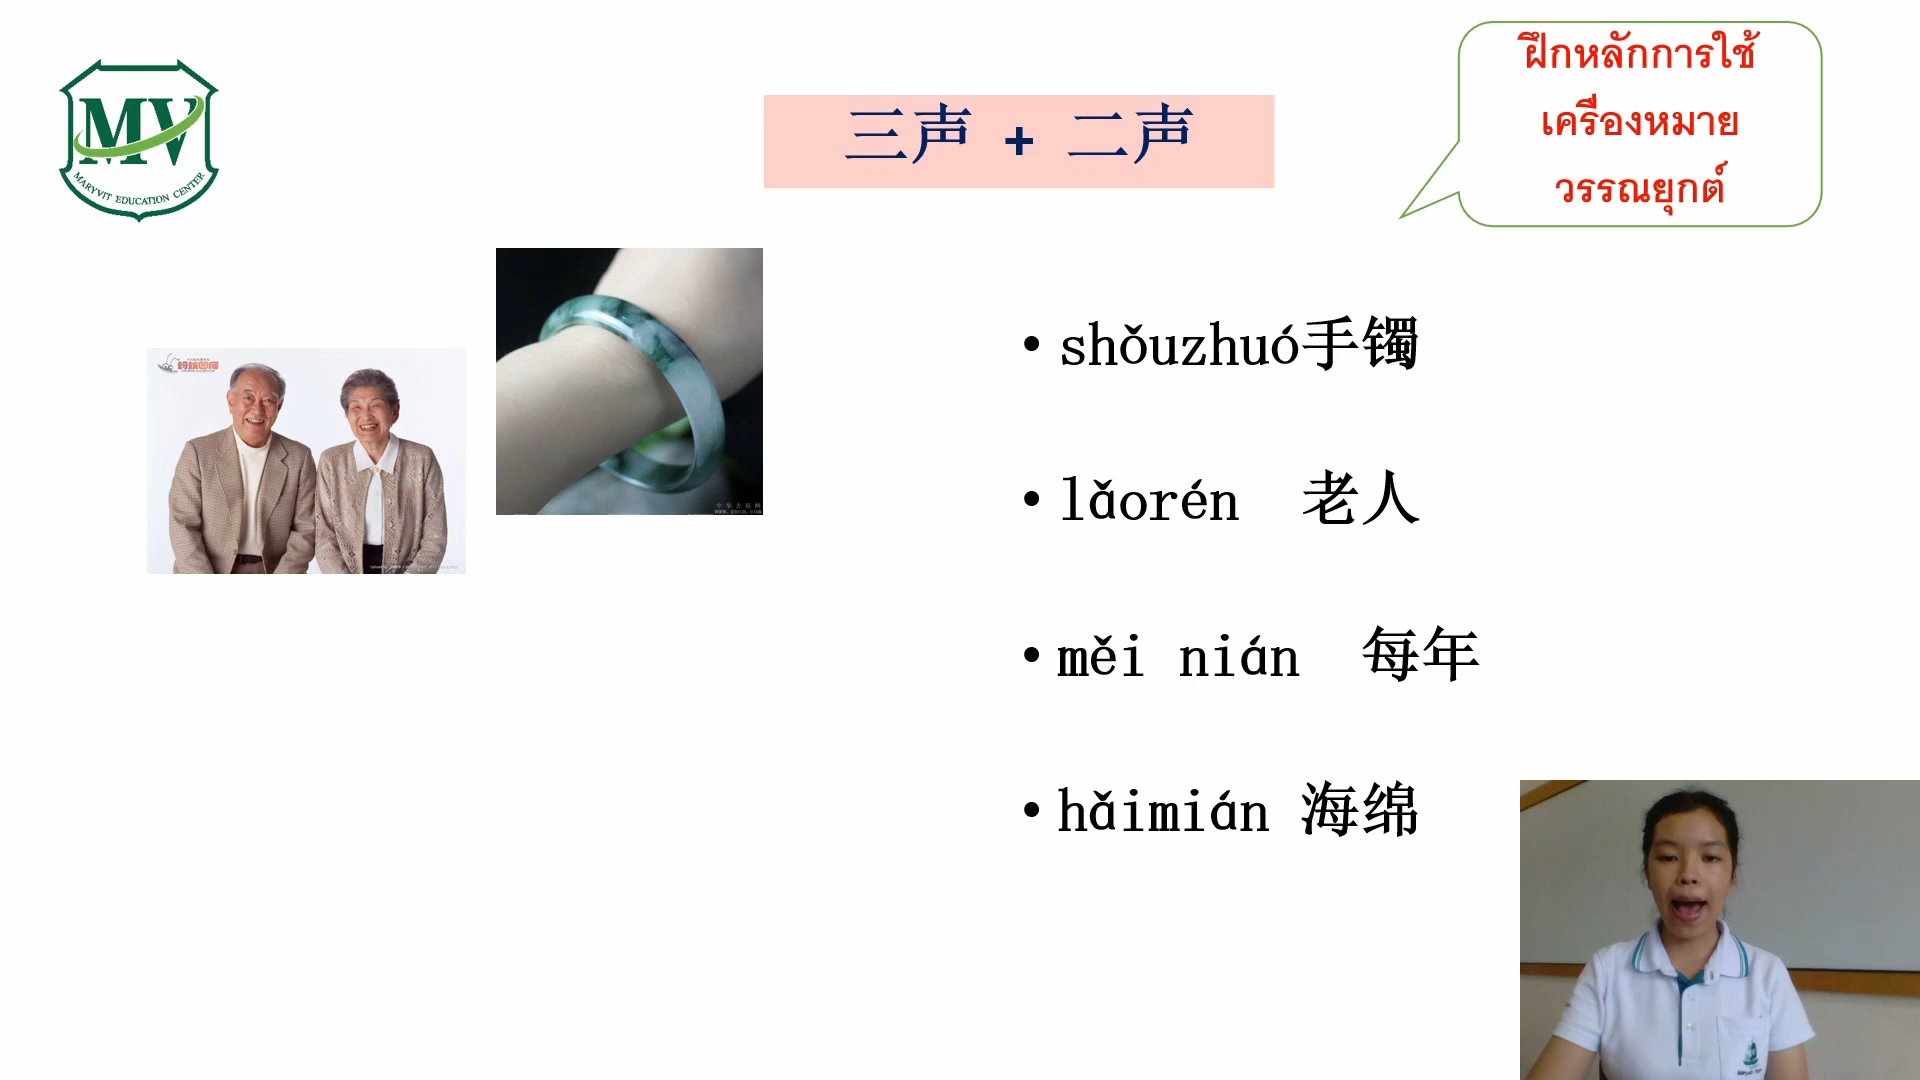 MV
MARYVIT EDUCATION CENTER
三声 + 二声
ฝึกหลักการใช้
เครื่องหมาย
วรรณยุกต์
• shǒuzhuó手镯
• lǎorén 老人
• měi nián 每年
• hǎimián 海绵